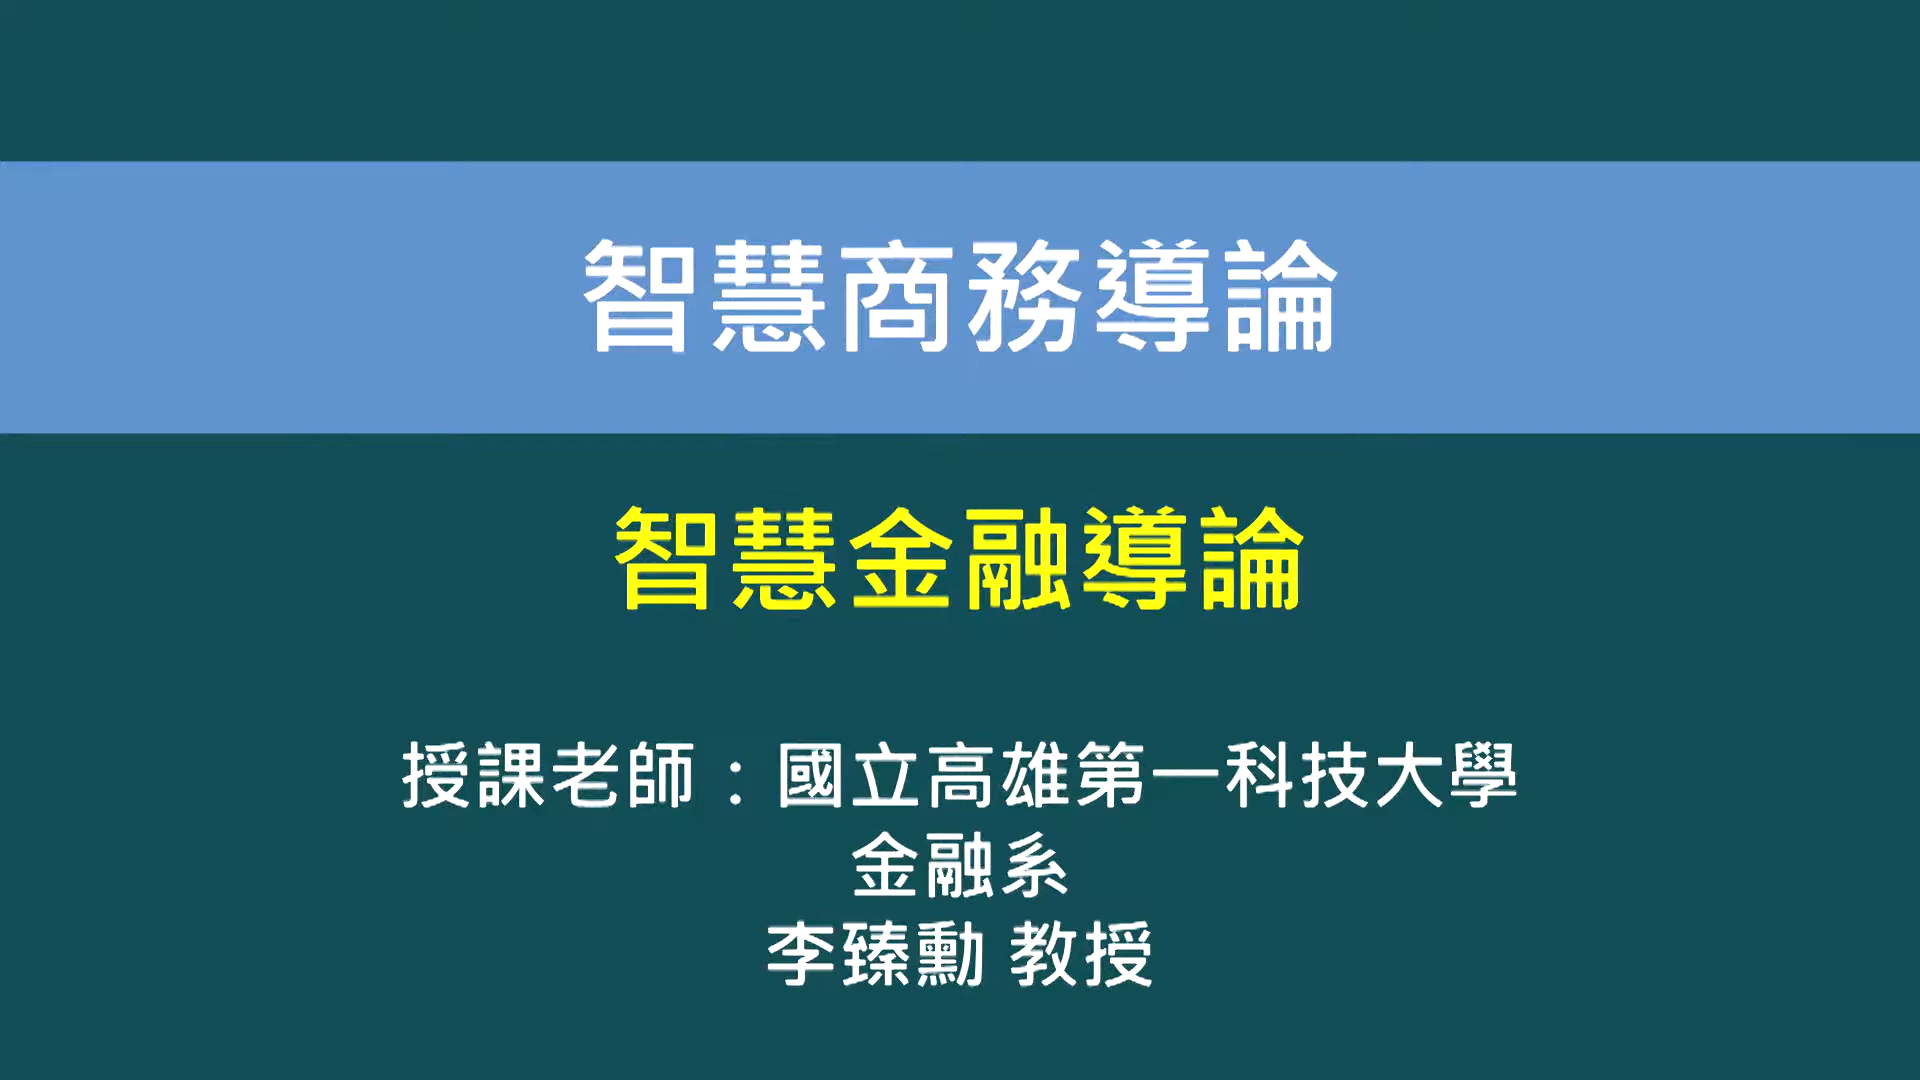 智慧商務導論
智慧金融導論
授課老師：國立高雄第一科技大學
金融系
李臻勳 教授